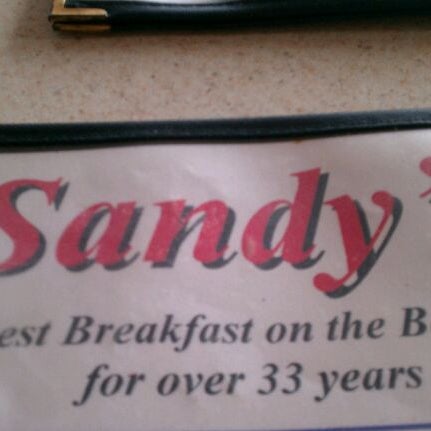 Sandy'
est Breakfast on the B
for over 33 years